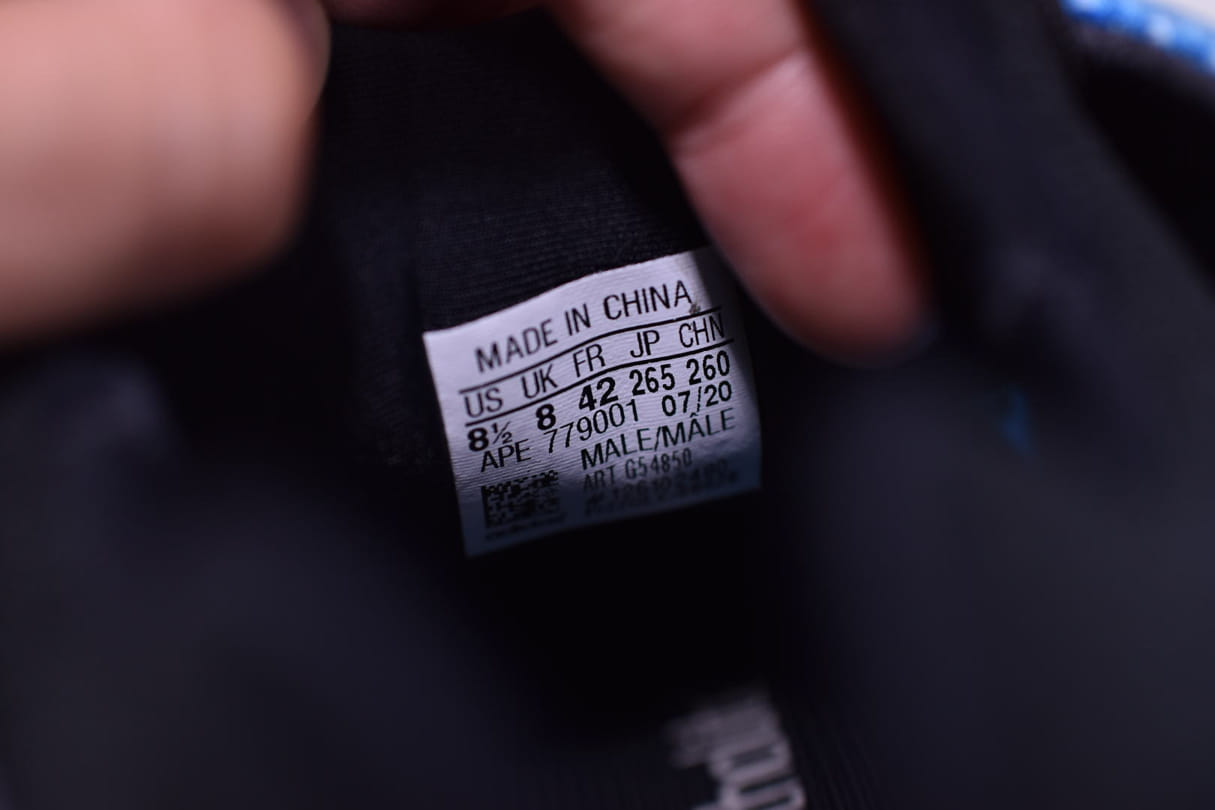 MADE IN CHINA
US UK FR JP CHN
8½ 8 42 265 260
APE 779001 07/20
MALE/MÂLE
ART G54850